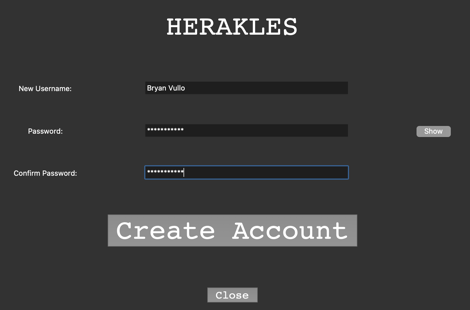 HERAKLES
New Username: Bryan Vullo
Password: *********** Show
Confirm Password: ***********
Create Account
Close